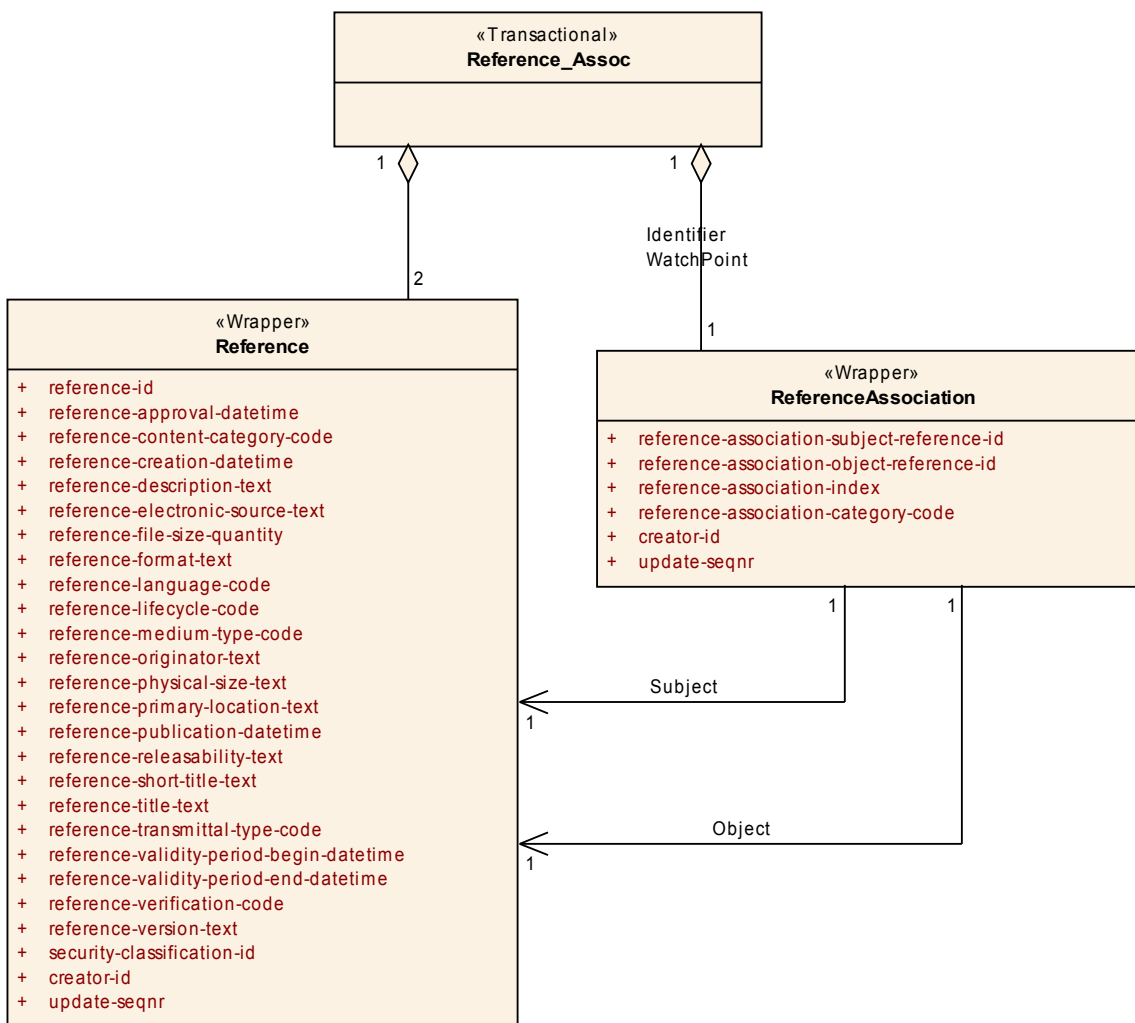 «Transactional»
Reference_Assoc
1
1
Identifier
WatchPoint
2
1
«Wrapper»
Reference
+ reference-id
+ reference-approval-datetime
+ reference-content-category-code
+ reference-creation-datetime
+ reference-description-text
+ reference-electronic-source-text
+ reference-file-size-quantity
+ reference-format-text
+ reference-language-code
+ reference-lifecycle-code
+ reference-medium-type-code
+ reference-originator-text
+ reference-physical-size-text
+ reference-primary-location-text
+ reference-publication-datetime
+ reference-releasability-text
+ reference-short-title-text
+ reference-title-text
+ reference-transmittal-type-code
+ reference-validity-period-begin-datetime
+ reference-validity-period-end-datetime
+ reference-verification-code
+ reference-version-text
+ security-classification-id
+ creator-id
+ update-seqnr
«Wrapper»
ReferenceAssociation
+ reference-association-subject-reference-id
+ reference-association-object-reference-id
+ reference-association-index
+ reference-association-category-code
+ creator-id
+ update-seqnr
1
1
Subject
1
Object
1